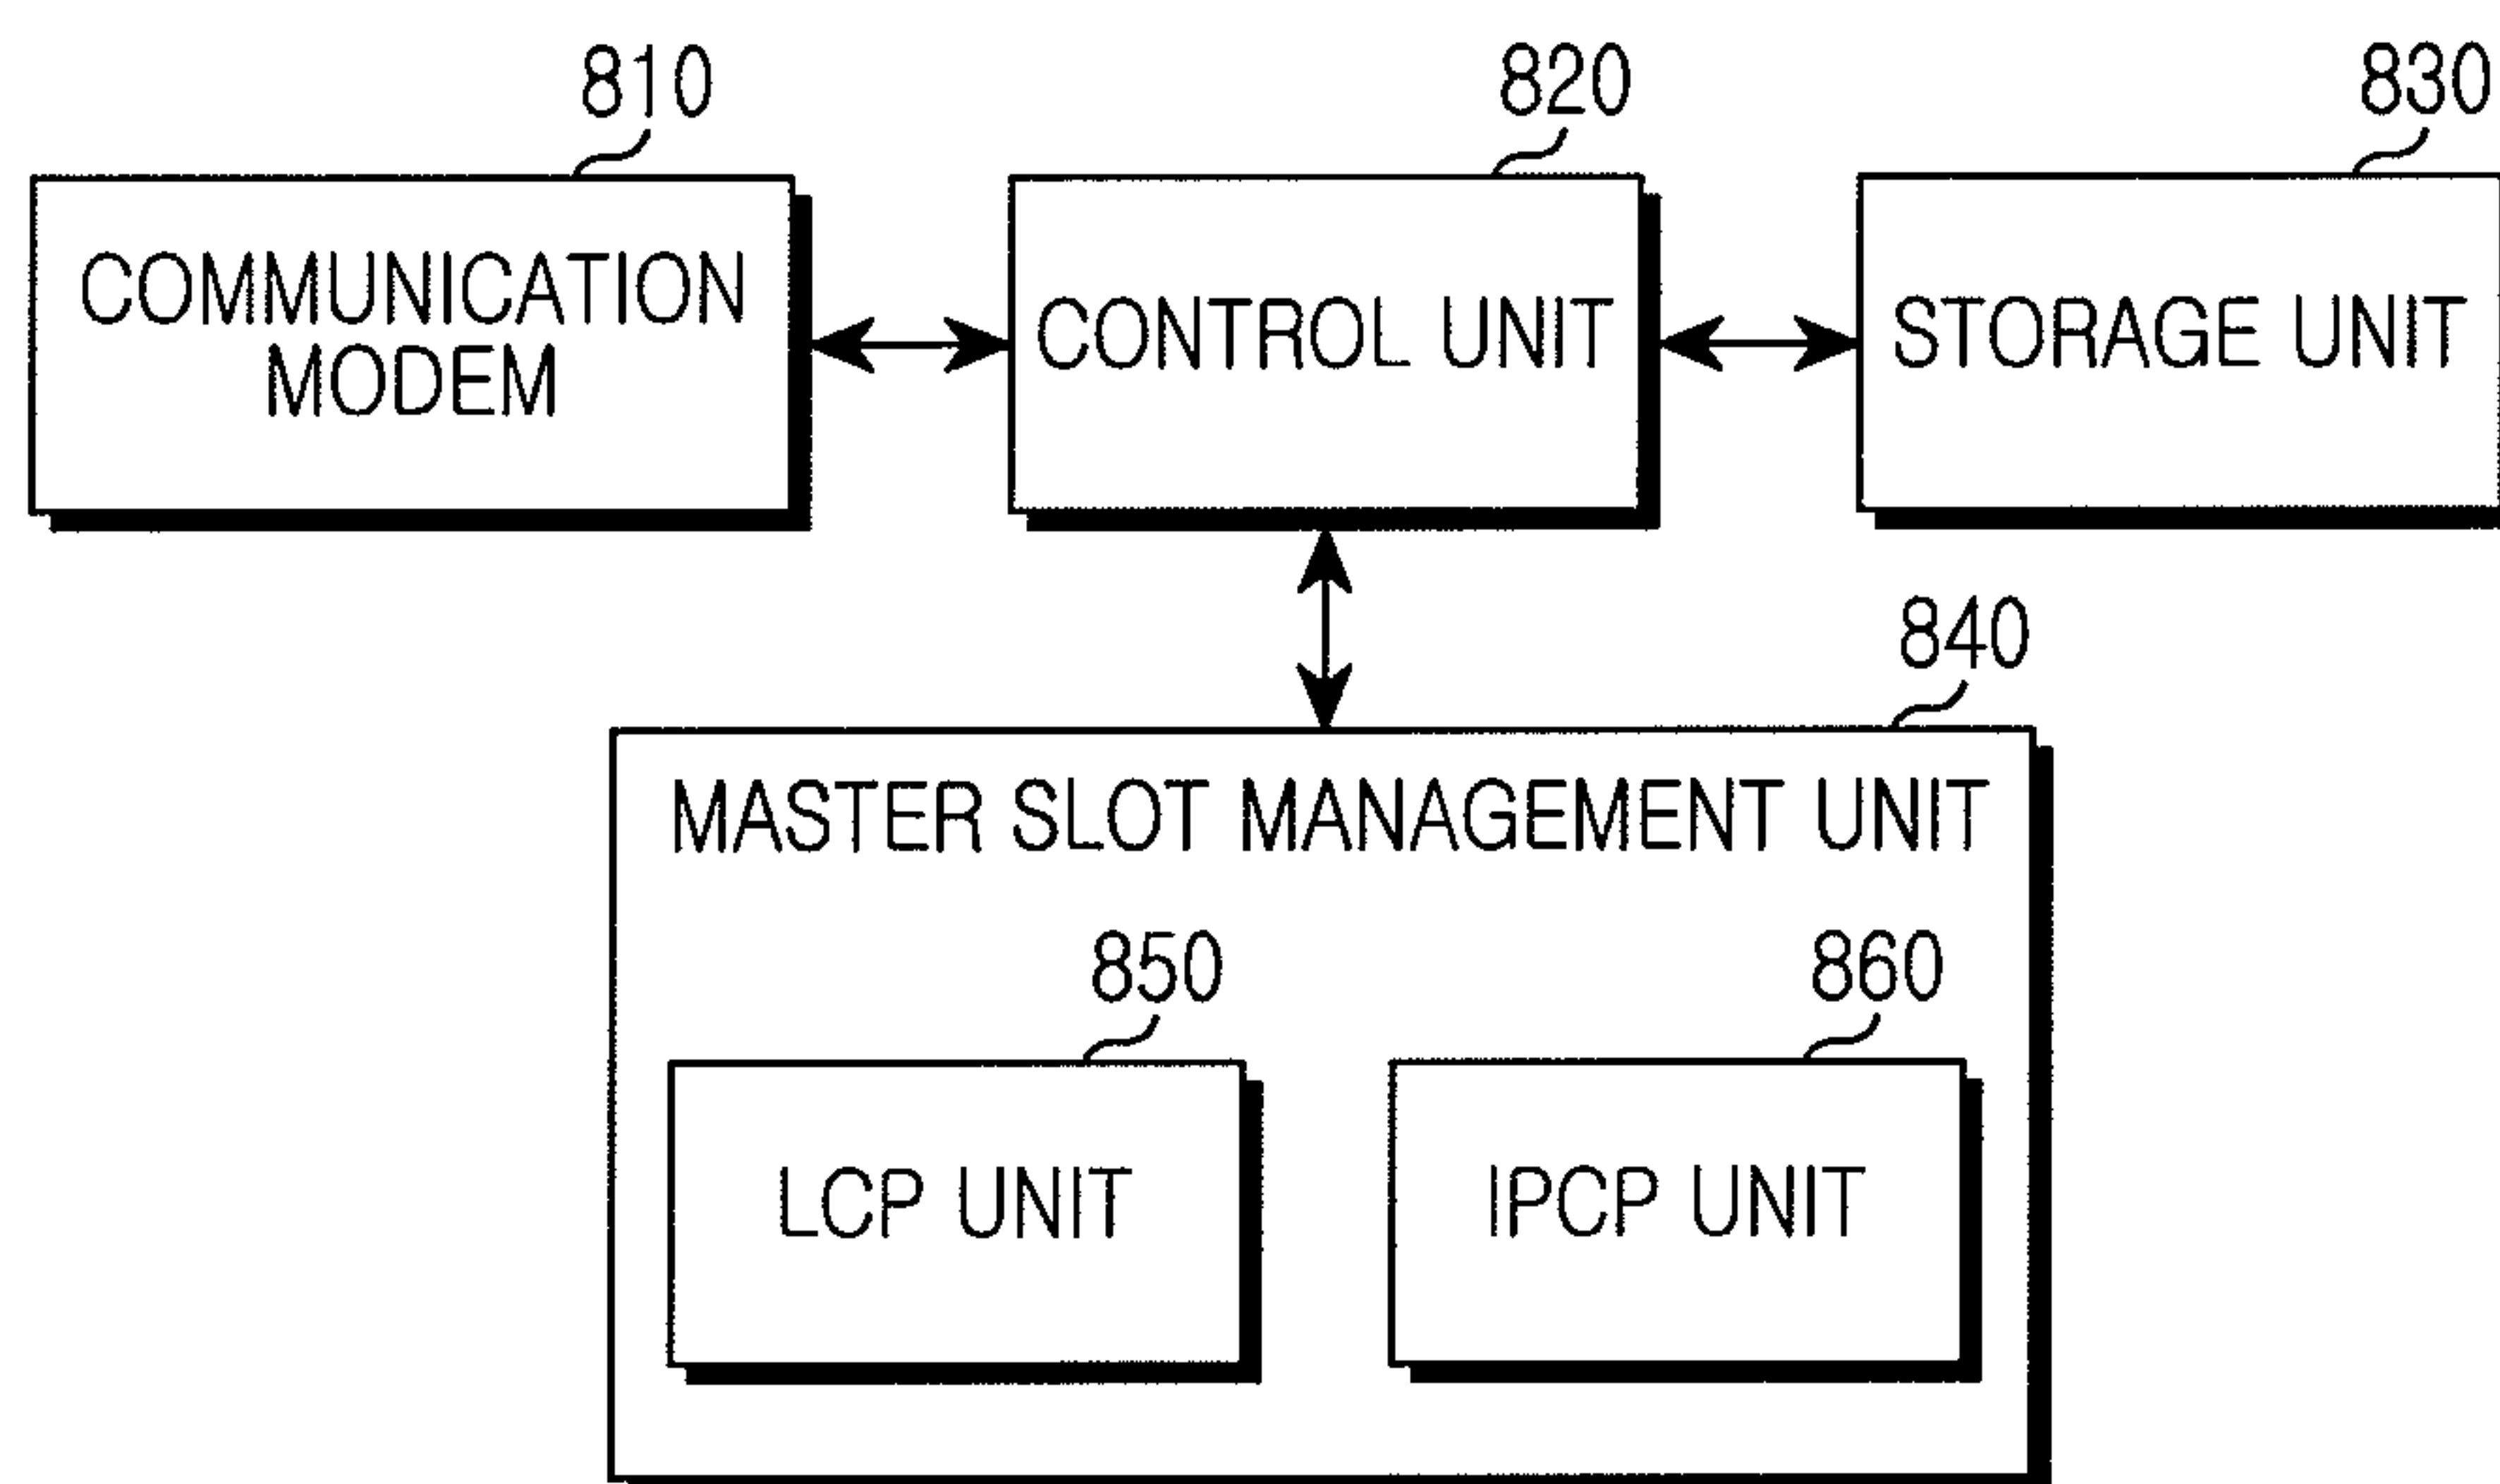 810
820
830
COMMUNICATION
MODEM
CONTROL UNIT
STORAGE UNIT
840
MASTER SLOT MANAGEMENT UNIT
850
860
LCP UNIT
IPCP UNIT